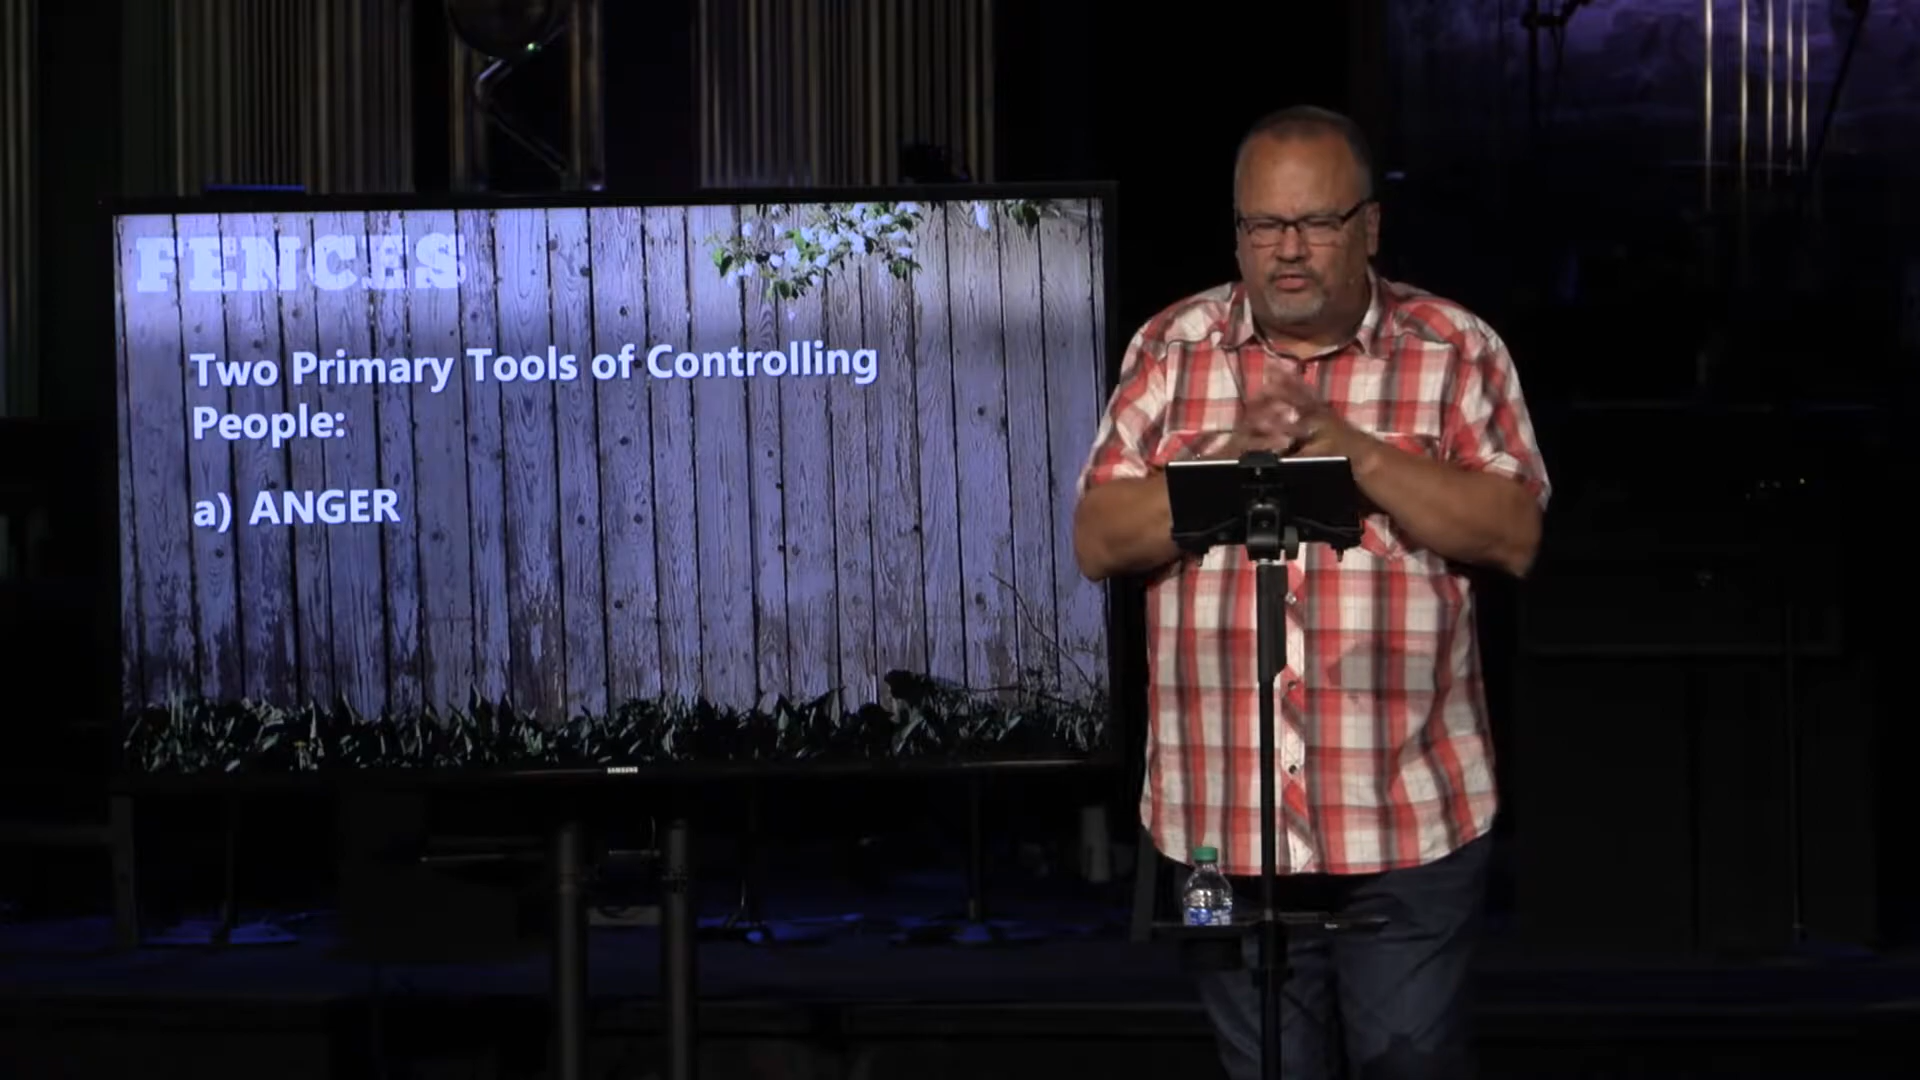 FENCES
Two Primary Tools of Controlling
People:
a) ANGER
SAMSUNG